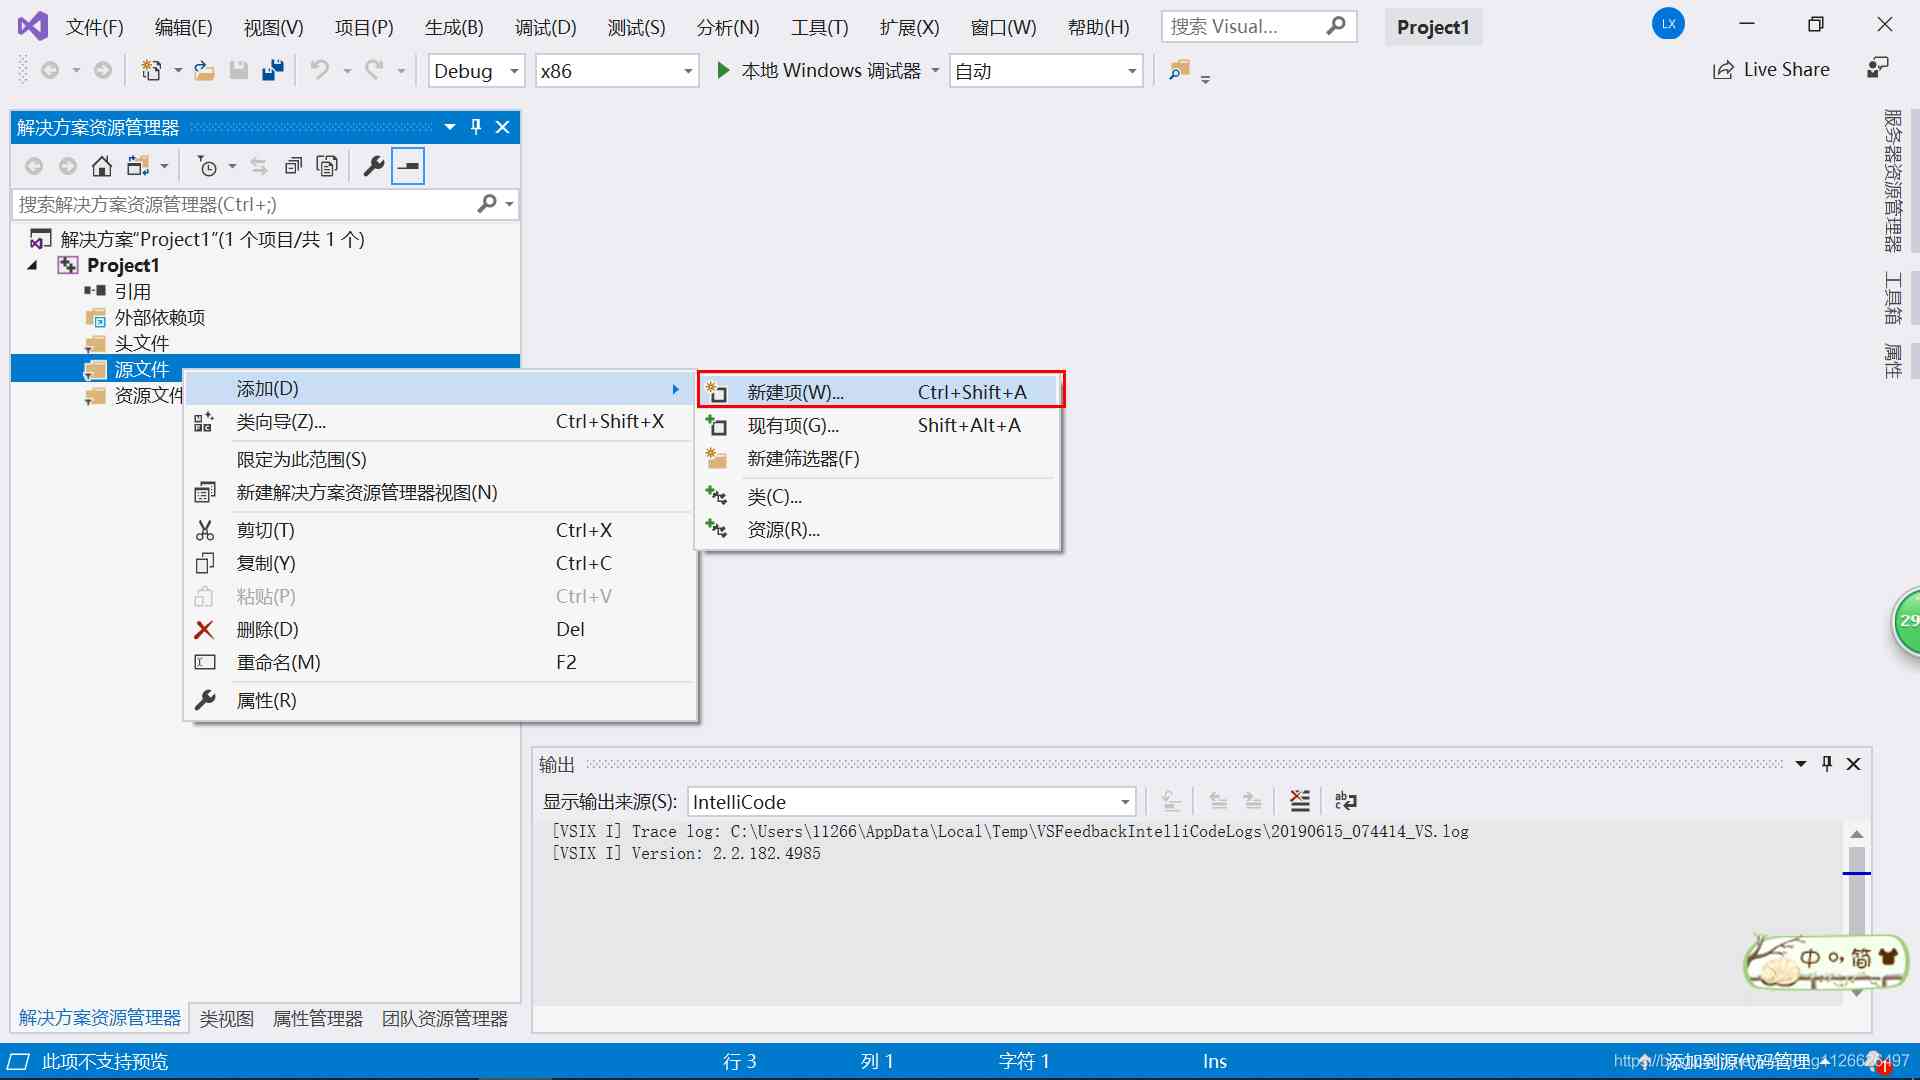 文件(F) 编辑(E) 视图(V) 项目(P) 生成(B) 调试(D) 测试(S) 分析(N) 工具(T) 扩展(X) 窗口(W) 帮助(H) 搜索 Visual... Project1 LX
Debug x86 本地 Windows 调试器 自动 Live Share
解决方案资源管理器
搜索解决方案资源管理器(Ctrl+;)
解决方案"Project1"(1 个项目/共 1 个)
Project1
引用
外部依赖项
头文件
源文件
资源文件
添加(D)
类向导(Z)... Ctrl+Shift+X
限定为此范围(S)
新建解决方案资源管理器视图(N)
剪切(T) Ctrl+X
复制(Y) Ctrl+C
粘贴(P) Ctrl+V
删除(D) Del
重命名(M) F2
属性(R)
新建项(W)... Ctrl+Shift+A
现有项(G)... Shift+Alt+A
新建筛选器(F)
类(C)...
资源(R)...
服务器资源管理器
工具箱
属性
29
输出
显示输出来源(S): IntelliCode
[VSIX I] Trace log: C:\Users\11266\AppData\Local\Temp\VSFeedbackIntelliCodeLogs\20190615_074414_VS.log
[VSIX I] Version: 2.2.182.4985
中 简
解决方案资源管理器 类视图 属性管理器 团队资源管理器
此项不支持预览 行 3 列 1 字符 1 Ins 添加到源代码管理 1